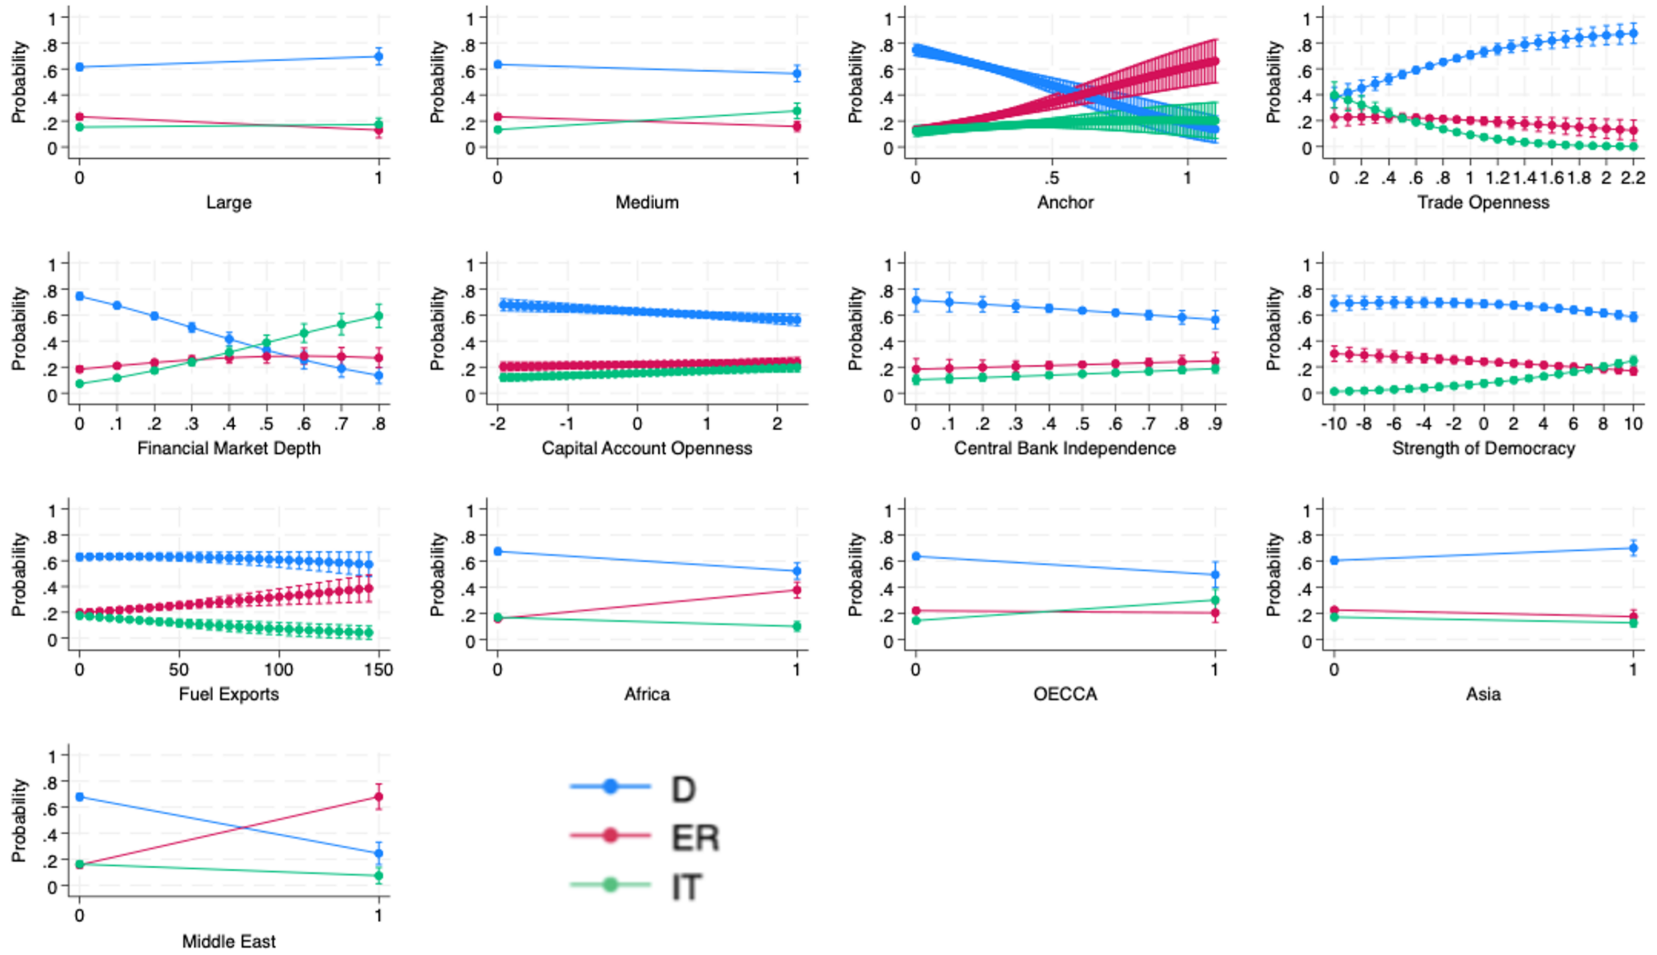 1 1 1 1
.8 .8 .8 .8
.6 .6 .6 .6
.4 .4 .4 .4
.2 .2 .2 .2
0 0 0 0
Probability Probability Probability Probability
0 1 0 1 0 .5 1 0 .2 .4 .6 .8 1 1.2 1.4 1.6 1.8 2 2.2
Large Medium Anchor Trade Openness
1 1 1 1
.8 .8 .8 .8
.6 .6 .6 .6
.4 .4 .4 .4
.2 .2 .2 .2
0 0 0 0
Probability Probability Probability Probability
0 .1 .2 .3 .4 .5 .6 .7 .8 -2 -1 0 1 2 0 .1 .2 .3 .4 .5 .6 .7 .8 .9 -10 -8 -6 -4 -2 0 2 4 6 8 10
Financial Market Depth Capital Account Openness Central Bank Independence Strength of Democracy
1 1 1 1
.8 .8 .8 .8
.6 .6 .6 .6
.4 .4 .4 .4
.2 .2 .2 .2
0 0 0 0
Probability Probability Probability Probability
0 50 100 150 0 1 0 1 0 1
Fuel Exports Africa OECCA Asia
1
.8
.6
.4
.2
0
Probability
0 1
Middle East
D
ER
IT